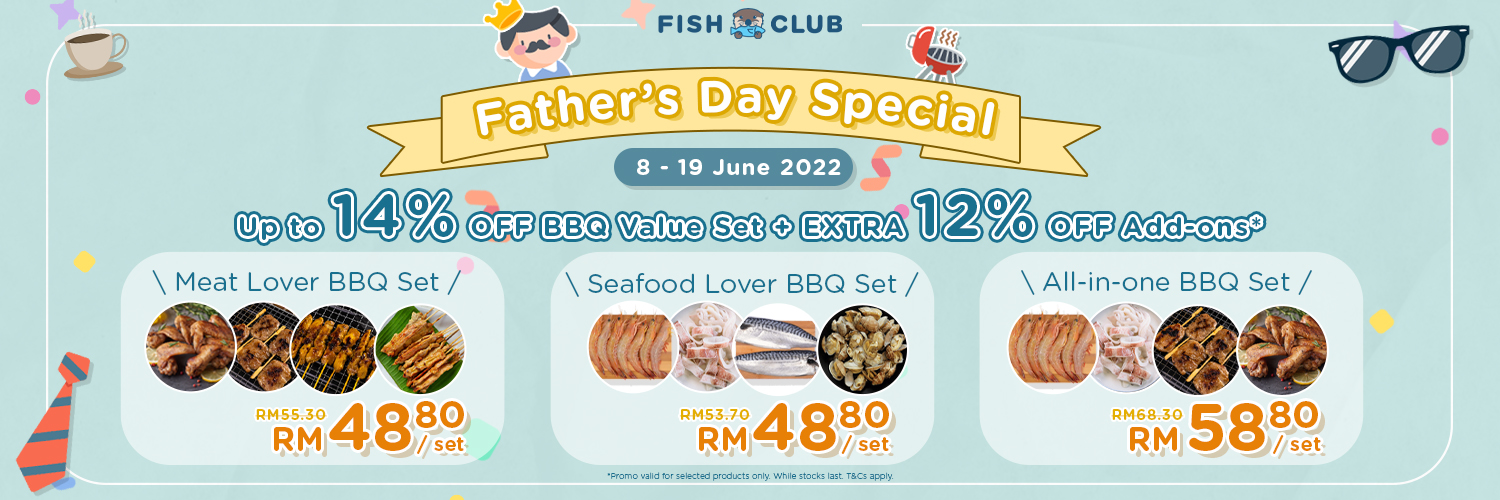 FISH CLUB
Father's Day Special
8 - 19 June 2022
Up to 14% OFF BBQ Value Set + EXTRA 12% OFF Add-ons*
\ Meat Lover BBQ Set /
RM55.30
RM 48 80 / set
\ Seafood Lover BBQ Set /
RM53.70
RM 48 80 / set
\ All-in-one BBQ Set /
RM68.30
RM 58 80 / set
*Promo valid for selected products only. While stocks last. T&Cs apply.